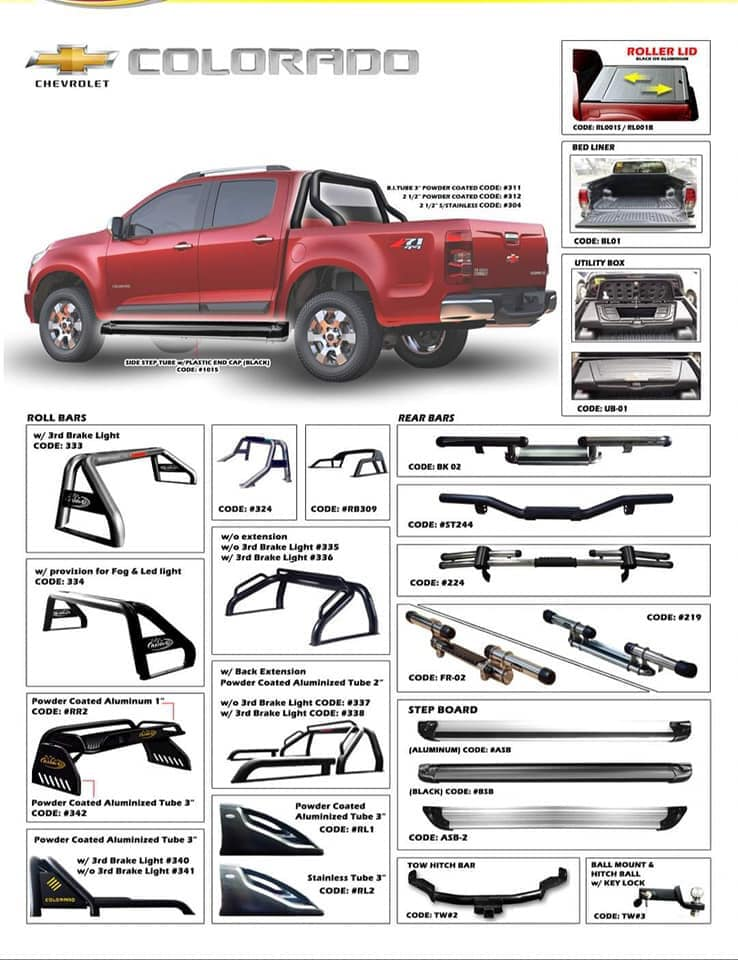 CHEVROLET
COLORADO
ROLLER LID
BLACK OR ALUMINUM
CODE: RL001S / RL001B
BED LINER
CODE: BL01
UTILITY BOX
CODE: UB-01
B.I.TUBE 3" POWDER COATED CODE: #311
2 1/2" POWDER COATED CODE: #312
2 1/2" S/STAINLESS CODE: #304
Z71
4x4
SIDE STEP TUBE w/PLASTIC END CAP (BLACK)
CODE: #101S
ROLL BARS
w/ 3rd Brake Light
CODE: 333
w/ provision for Fog & Led light
CODE: 334
Powder Coated Aluminum 1"
CODE: #RR2
Powder Coated Aluminized Tube 3"
CODE: #342
Powder Coated Aluminized Tube 3"
w/ 3rd Brake Light #340
w/o 3rd Brake Light #341
COLORADO
CODE: #324
CODE: #RB309
w/o extension
w/o 3rd Brake Light #335
w/ 3rd Brake Light #336
w/ Back Extension
Powder Coated Aluminized Tube 2"
w/o 3rd Brake Light CODE: #337
w/ 3rd Brake Light CODE: #338
Powder Coated
Aluminized Tube 3"
CODE: #RL1
Stainless Tube 3"
CODE: #RL2
REAR BARS
CODE: BK 02
CODE: #ST244
CODE: #224
CODE: #219
CODE: FR-02
STEP BOARD
(ALUMINUM) CODE: #ASB
(BLACK) CODE: #BSB
CODE: ASB-2
TOW HITCH BAR
CODE: TW#2
BALL MOUNT &
HITCH BALL
w/ KEY LOCK
CODE: TW#3